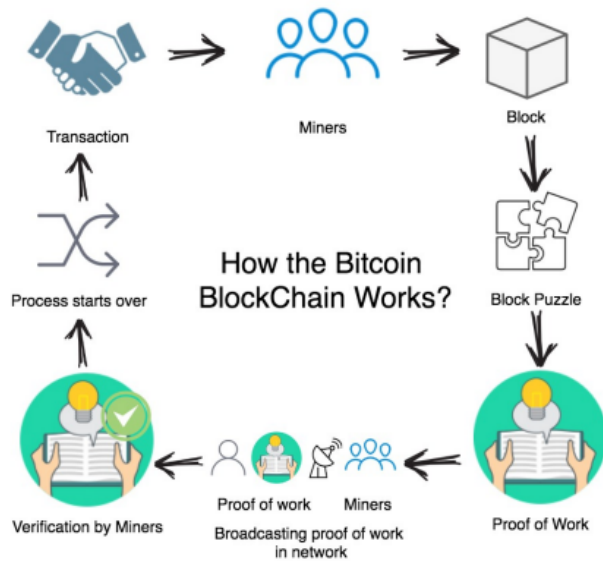 Transaction
Miners
Block
How the Bitcoin
BlockChain Works?
Process starts over
Block Puzzle
Verification by Miners
Proof of work
Miners
Broadcasting proof of work
in network
Proof of Work